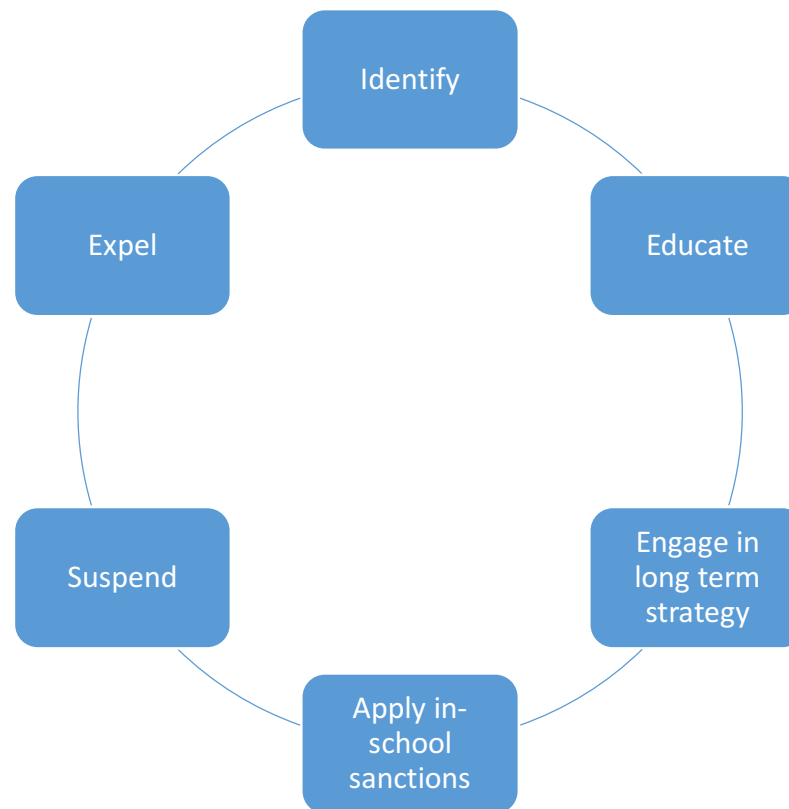 Identify
Educate
Engage in
long term
strategy
Apply in-
school
sanctions
Suspend
Expel